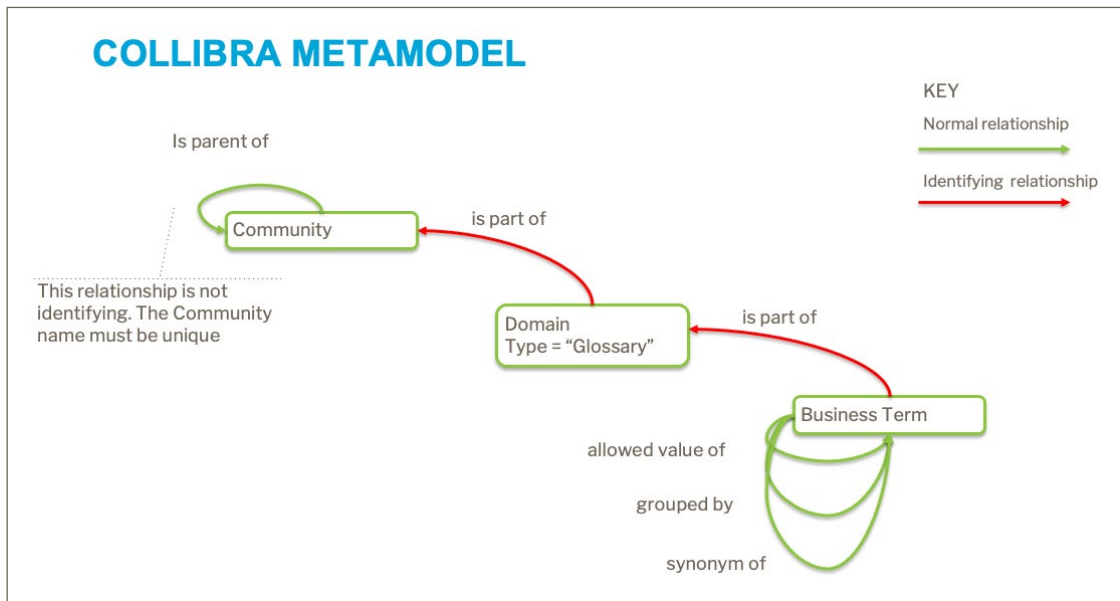 COLLIBRA METAMODEL
KEY
Normal relationship
Identifying relationship
Is parent of
Community
is part of
This relationship is not
identifying. The Community
name must be unique
Domain
Type = “Glossary”
is part of
Business Term
allowed value of
grouped by
synonym of